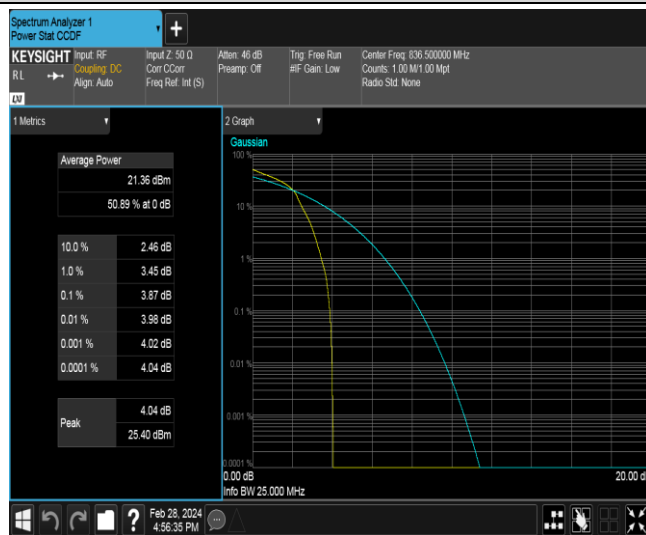 Spectrum Analyzer 1
Power Stat CCDF
KEYSIGHT
RL
LXI
Input: RF
Coupling: DC
Align: Auto
Input Z: 50 Ω
Corr CCorr
Freq Ref: Int (S)
Atten: 46 dB
Preamp: Off
Trig: Free Run
#IF Gain: Low
Center Freq: 836.500000 MHz
Counts: 1.00 M/1.00 Mpt
Radio Std: None
1 Metrics
Average Power
21.36 dBm
50.89 % at 0 dB
10.0 % 2.46 dB
1.0 % 3.45 dB
0.1 % 3.87 dB
0.01 % 3.98 dB
0.001 % 4.02 dB
0.0001 % 4.04 dB
Peak
4.04 dB
25.40 dBm
2 Graph
Gaussian
100 %
10 %
1 %
0.1 %
0.01 %
0.001 %
0.0001 %
0.00 dB
20.00 d
Info BW 25.000 MHz
?
Feb 28, 2024
4:56:35 PM